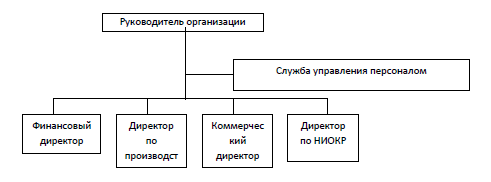 Руководитель организации
Служба управления персоналом
Финансовый
директор
Директор
по
производст
Коммерчес
кий
директор
Директор
по НИОКР